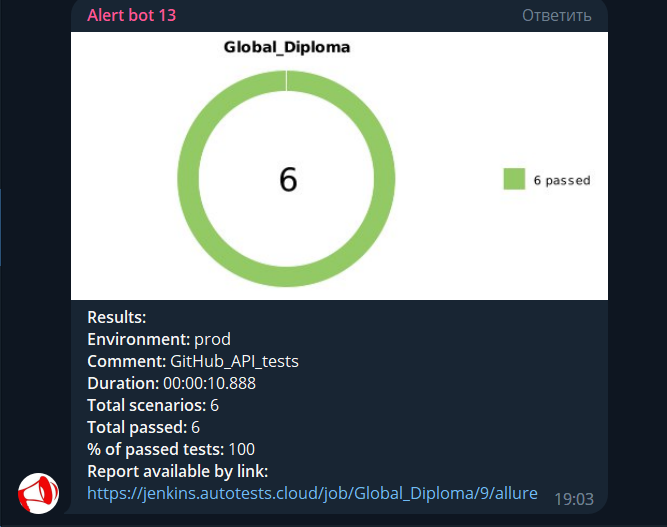 Alert bot 13
Ответить
Global_Diploma
6
6 passed
Results:
Environment: prod
Comment: GitHub_API_tests
Duration: 00:00:10.888
Total scenarios: 6
Total passed: 6
% of passed tests: 100
Report available by link:
https://jenkins.autotests.cloud/job/Global_Diploma/9/allure
19:03